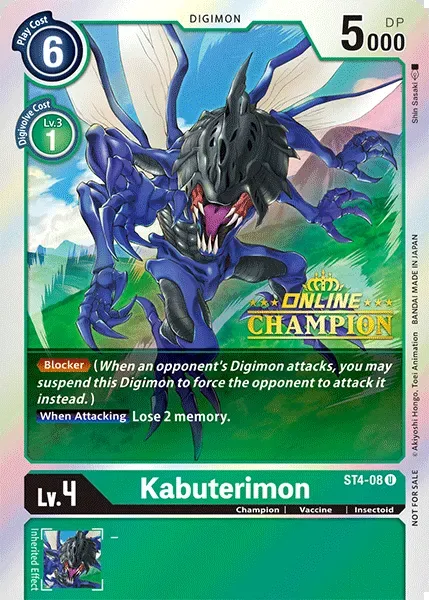 Play Cost
6
DIGIMON
5000
DP
Digivolve Cost
Lv.3
1
Shin Sasaki
ONLINE
CHAMPION
Blocker (When an opponent's Digimon attacks, you may
suspend this Digimon to force the opponent to attack it
instead.)
When Attacking Lose 2 memory.
©Akiyoshi Hongo, Toei Animation BANDAI MADE IN JAPAN
NOT FOR SALE
Lv.4
Kabuterimon
ST4-08 U
Champion | Vaccine | Insectoid
Inherited Effect
-